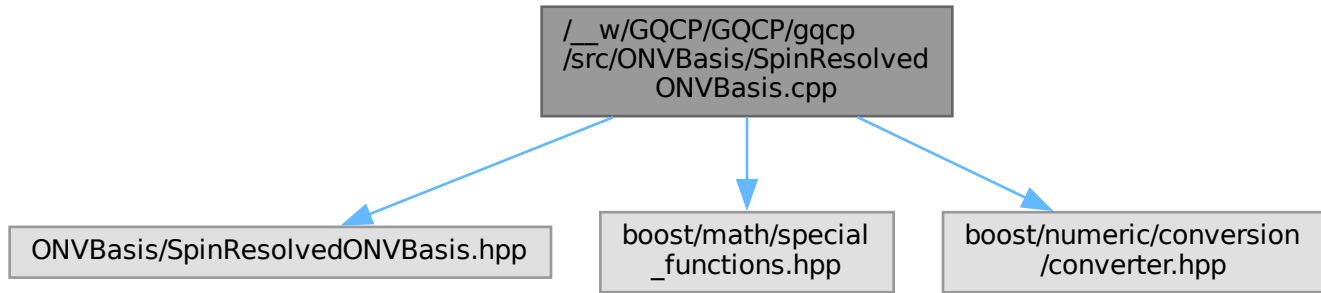 /__w/GQCP/GQCP/gqcp
/src/ONVBasis/SpinResolved
ONVBasis.cpp
ONVBasis/SpinResolvedONVBasis.hpp
boost/math/special
_functions.hpp
boost/numeric/conversion
/converter.hpp